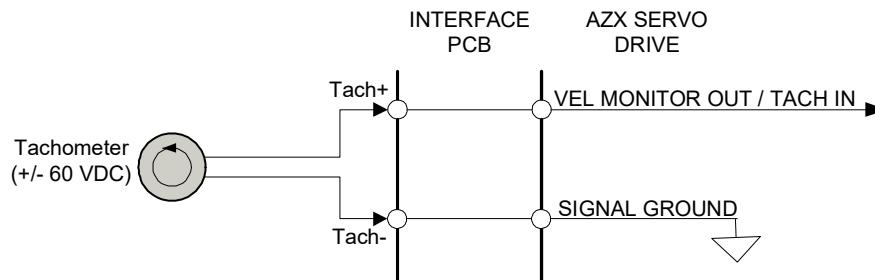 INTERFACE
PCB
AZX SERVO
DRIVE
Tach+
VEL MONITOR OUT / TACH IN
Tachometer
(+/- 60 VDC)
SIGNAL GROUND
Tach-